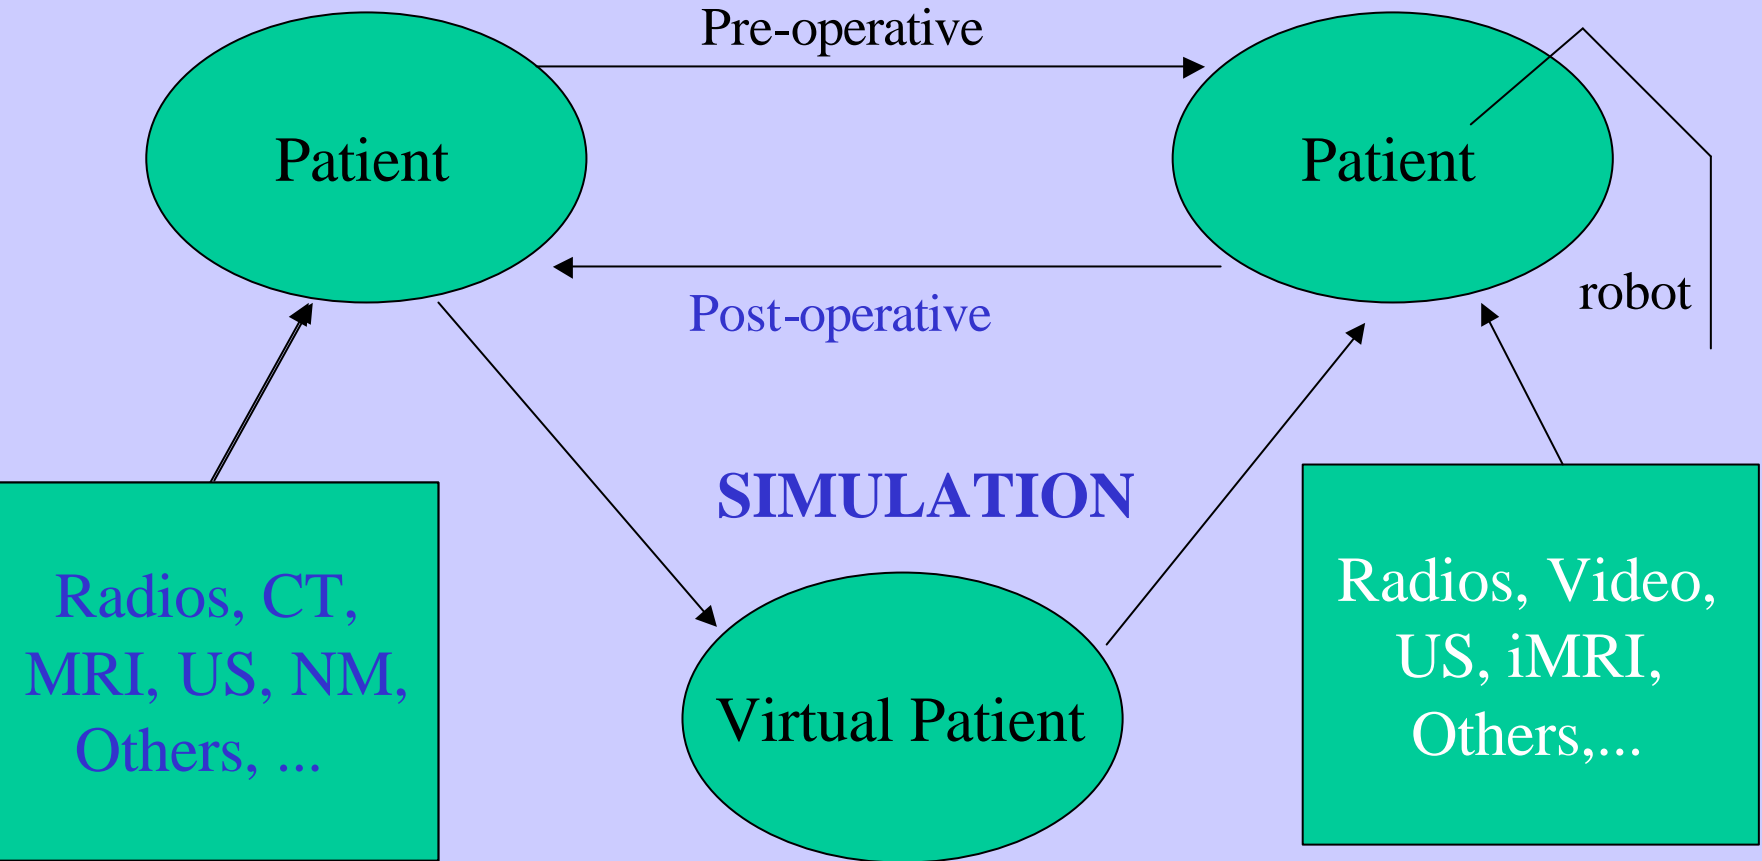 Pre-operative
Patient
Patient
robot
Post-operative
SIMULATION
Radios, CT,
MRI, US, NM,
Others, ...
Virtual Patient
Radios, Video,
US, iMRI,
Others,...